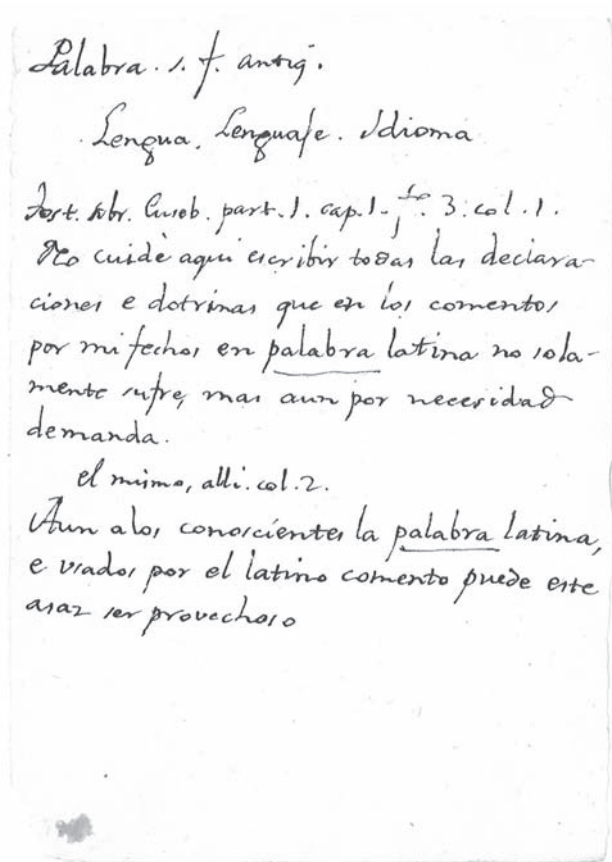 Palabra. s. f. antiq.
Lengua. Lenguaje. Idioma
Tost. sobr. Euseb. part. 1. cap. 1. fo. 3. col. 1.
No cuidè aqui escribir todas las declara-
ciones e dotrinas que en los comentos
por mi fechos en palabra latina no sola-
mente sufre, mas aun por necesidad
demanda.
el mismo, alli. col. 2.
Aun a los conoscientes la palabra latina,
e usados por el latino comento puede este
asaz ser provechoso